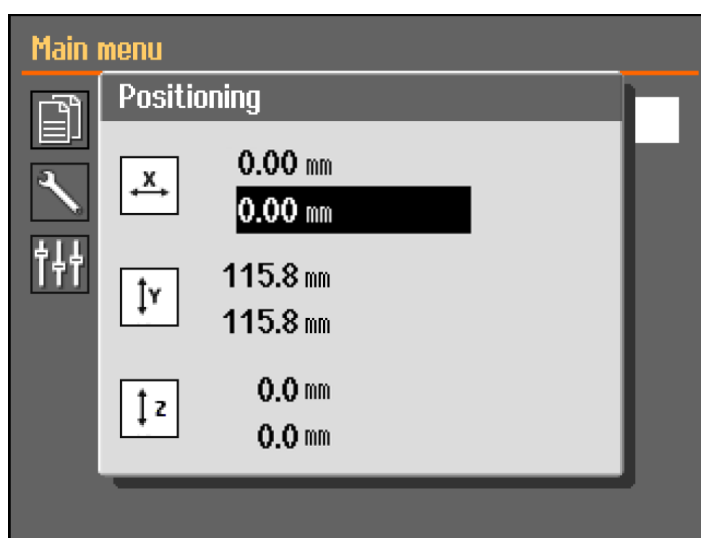 Main menu
Positioning
X
0.00 mm
0.00 mm
Y
115.8 mm
115.8 mm
Z
0.0 mm
0.0 mm